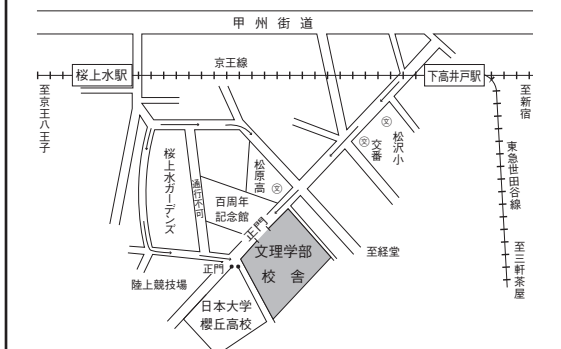 甲州街道
京王線
桜上水駅
下高井戸駅
至京王八王子
至新宿
東急世田谷線
至三軒茶屋
文
松沢小
文
交番
松原高
文
桜上水ガーデンズ
通行不可
百周年
記念館
正門
文理学部
校舎
至経堂
正門
陸上競技場
日本大学
櫻丘高校